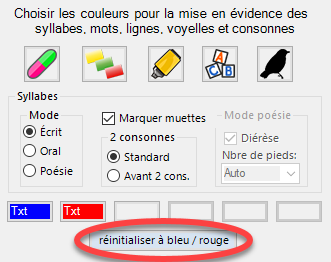 Choisir les couleurs pour la mise en évidence des
syllabes, mots, lignes, voyelles et consonnes
A B C
Syllabes
Mode
Écrit
Oral
Poésie
Marquer muettes
2 consonnes
Standard
Avant 2 cons.
Mode poésie
Diérèse
Nbre de pieds:
Auto
Txt Txt
réinitialiser à bleu / rouge